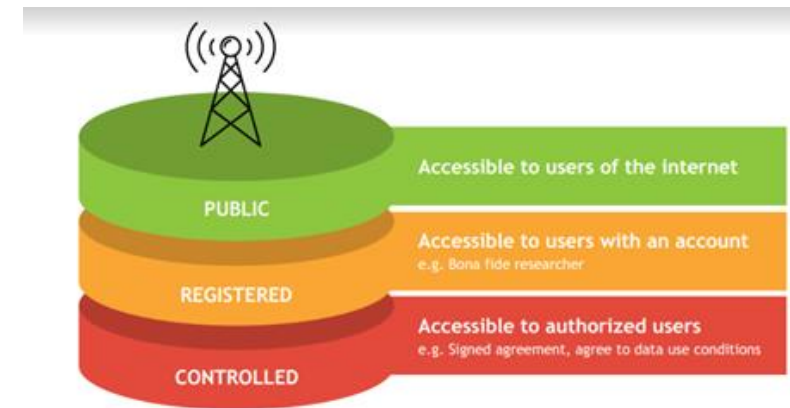 PUBLIC
Accessible to users of the internet
REGISTERED
Accessible to users with an account
e.g. Bona fide researcher
CONTROLLED
Accessible to authorized users
e.g. Signed agreement, agree to data use conditions